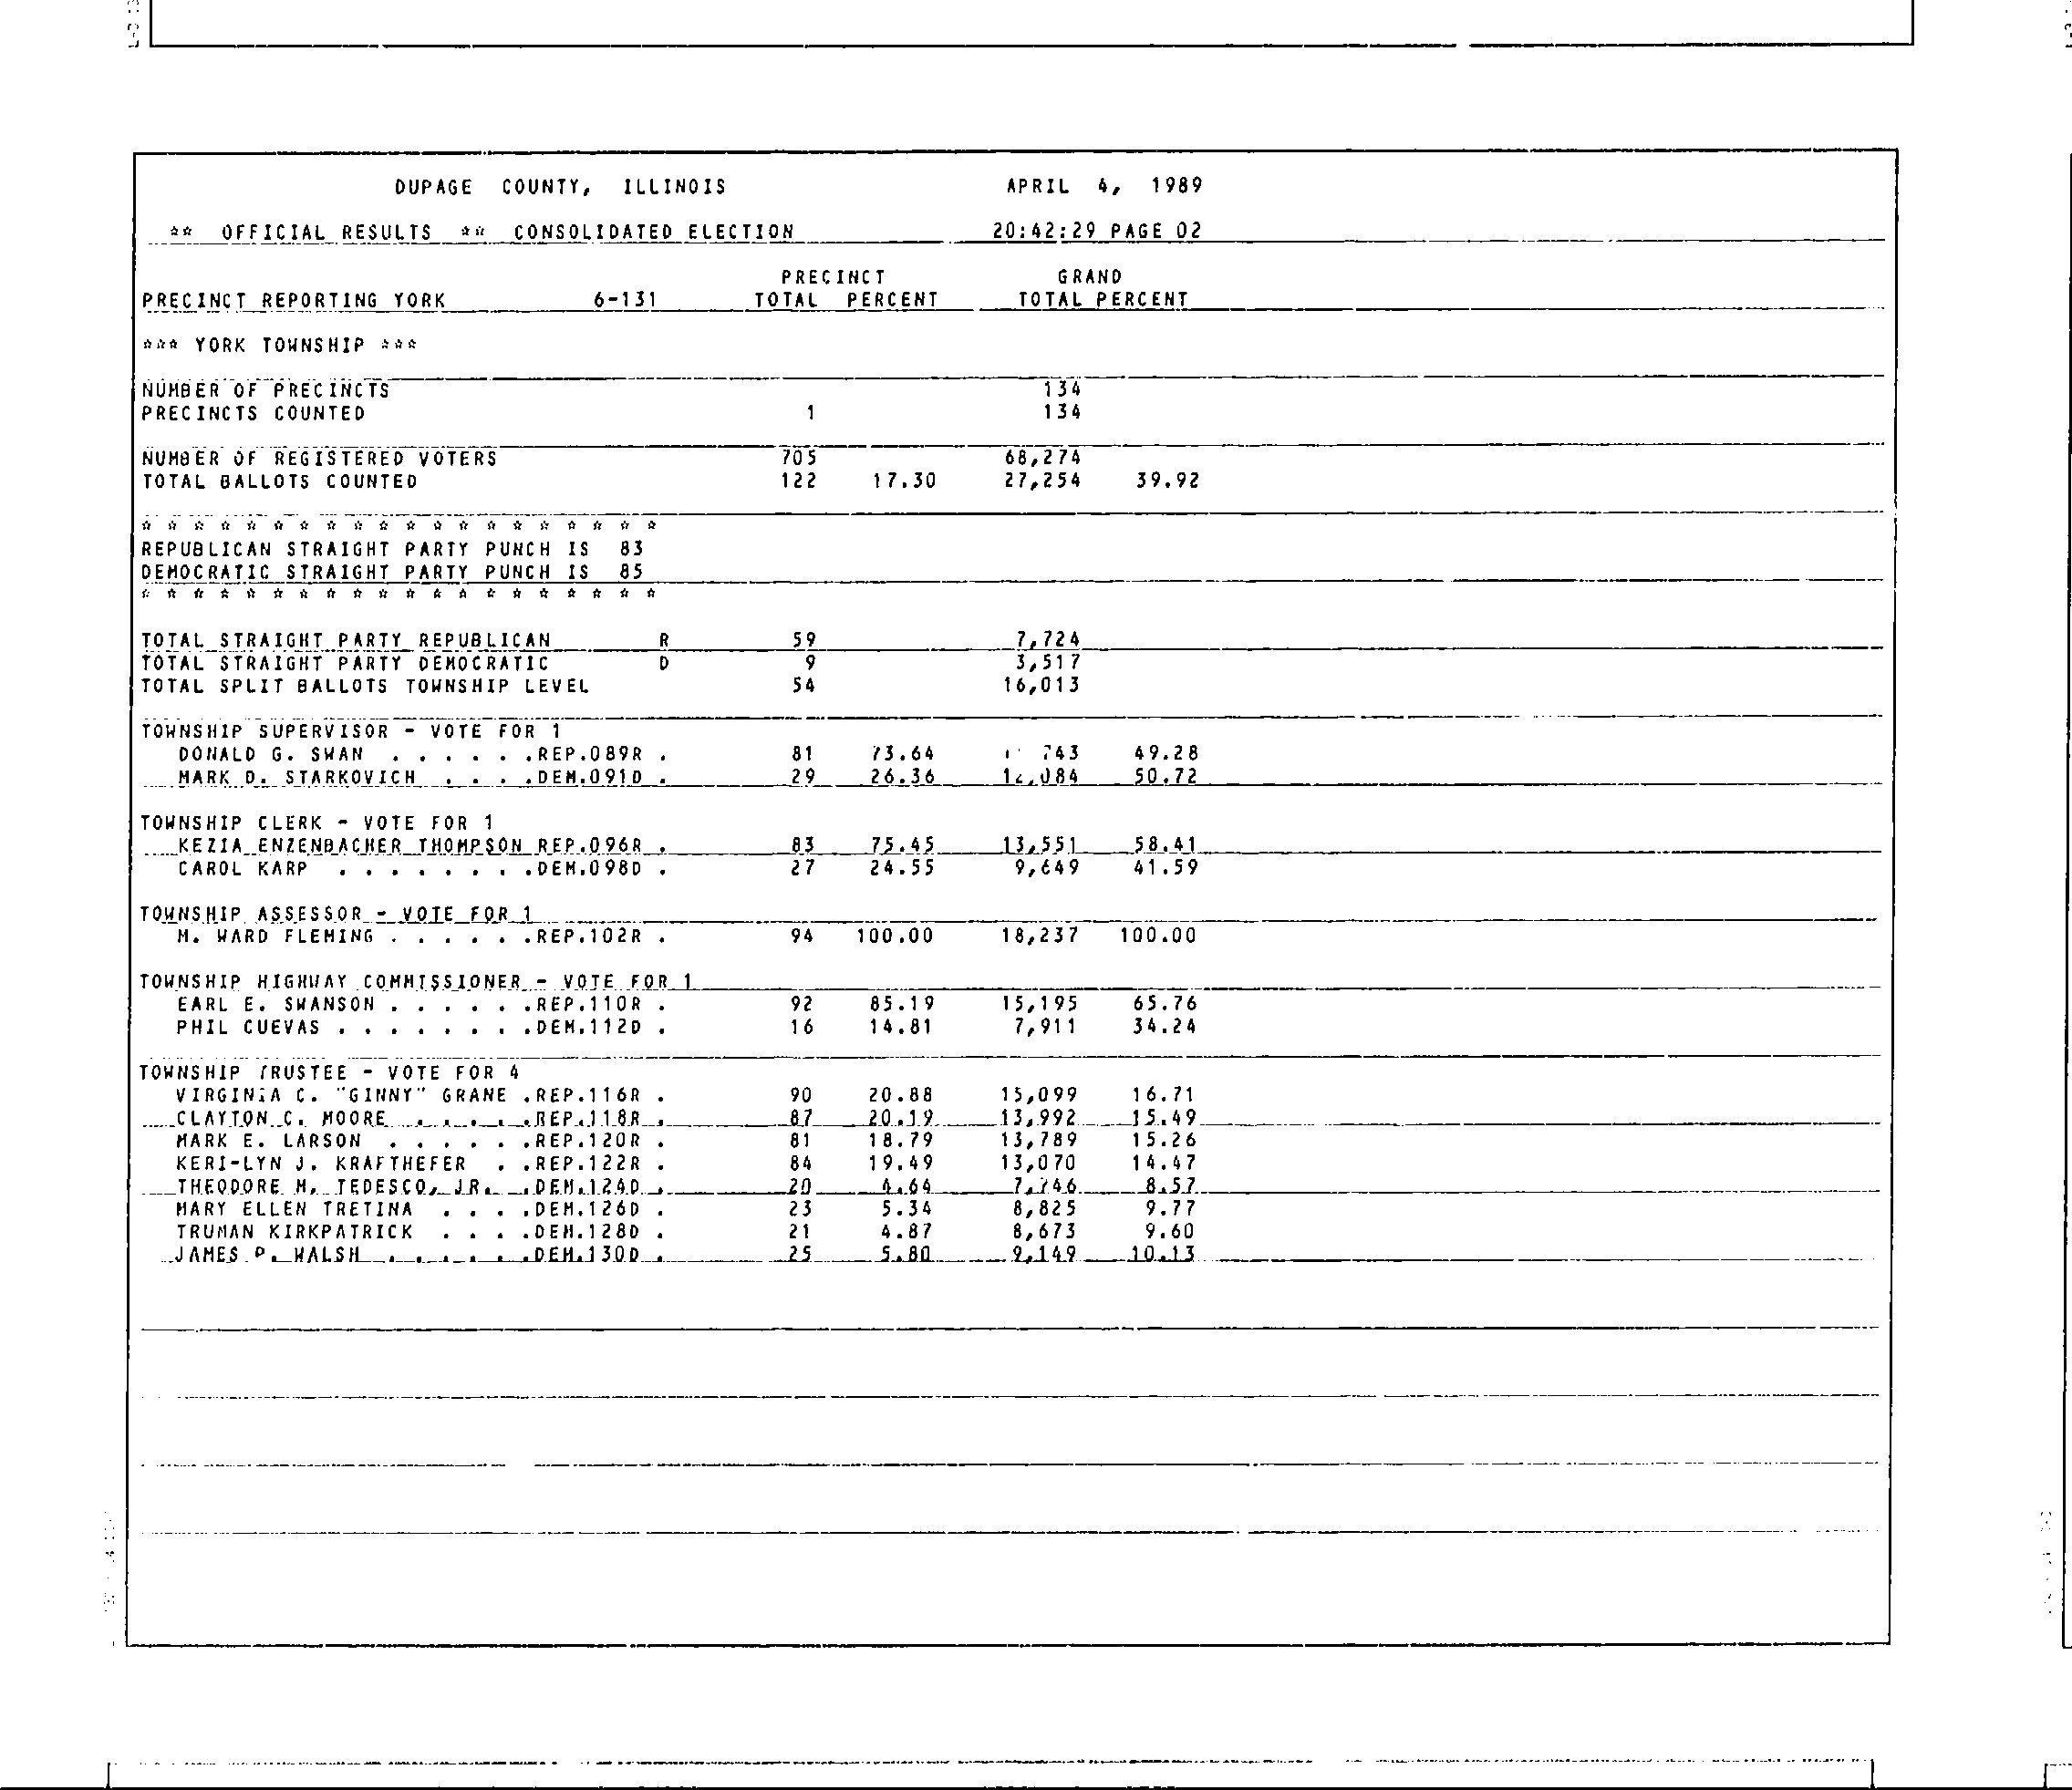 DUPAGE COUNTY, ILLINOIS APRIL 4, 1989
** OFFICIAL RESULTS ** CONSOLIDATED ELECTION 20:42:29 PAGE 02
PRECINCT GRAND
PRECINCT REPORTING YORK 6-131 TOTAL PERCENT TOTAL PERCENT
*** YORK TOWNSHIP ***
NUMBER OF PRECINCTS 134
PRECINCTS COUNTED 1 134
NUMBER OF REGISTERED VOTERS 705 68,274
TOTAL BALLOTS COUNTED 122 17.30 27,254 39.92
* * * * * * * * * * * * * * * * * * * *
REPUBLICAN STRAIGHT PARTY PUNCH IS 83
DEMOCRATIC STRAIGHT PARTY PUNCH IS 85
* * * * * * * * * * * * * * * * * * * *
TOTAL STRAIGHT PARTY REPUBLICAN R 59 7,724
TOTAL STRAIGHT PARTY DEMOCRATIC D 9 3,517
TOTAL SPLIT BALLOTS TOWNSHIP LEVEL 54 16,013
TOWNSHIP SUPERVISOR - VOTE FOR 1
DONALD G. SWAN . . . . . .REP.089R . 81 73.64 743 49.28
MARK D. STARKOVICH . . . .DEM.091D . 29 26.36 12,084 50.72
TOWNSHIP CLERK - VOTE FOR 1
KEZIA ENZENBACHER THOMPSON REP.096R . 83 75.45 13,551 58.41
CAROL KARP . . . . . . . .DEM.098D . 27 24.55 9,649 41.59
TOWNSHIP ASSESSOR - VOTE FOR 1
M. WARD FLEMING . . . . . .REP.102R . 94 100.00 18,237 100.00
TOWNSHIP HIGHWAY COMMISSIONER - VOTE FOR 1
EARL E. SWANSON . . . . . .REP.110R . 92 85.19 15,195 65.76
PHIL CUEVAS . . . . . . . .DEM.112D . 16 14.81 7,911 34.24
TOWNSHIP TRUSTEE - VOTE FOR 4
VIRGINIA C. "GINNY" GRANE .REP.116R . 90 20.88 15,099 16.71
CLAYTON C. MOORE . . . . .REP.118R . 87 20.19 13,992 15.49
MARK E. LARSON . . . . . .REP.120R . 81 18.79 13,789 15.26
KERI-LYN J. KRAFTHEFER . .REP.122R . 84 19.49 13,070 14.47
THEODORE M. TEDESCO, JR. .DEM.124D . 20 4.64 7,746 8.57
MARY ELLEN TRETINA . . . .DEM.126D . 23 5.34 8,825 9.77
TRUMAN KIRKPATRICK . . . .DEM.128D . 21 4.87 8,673 9.60
JAMES P. WALSH . . . . . .DEM.130D . 25 5.80 9,149 10.13